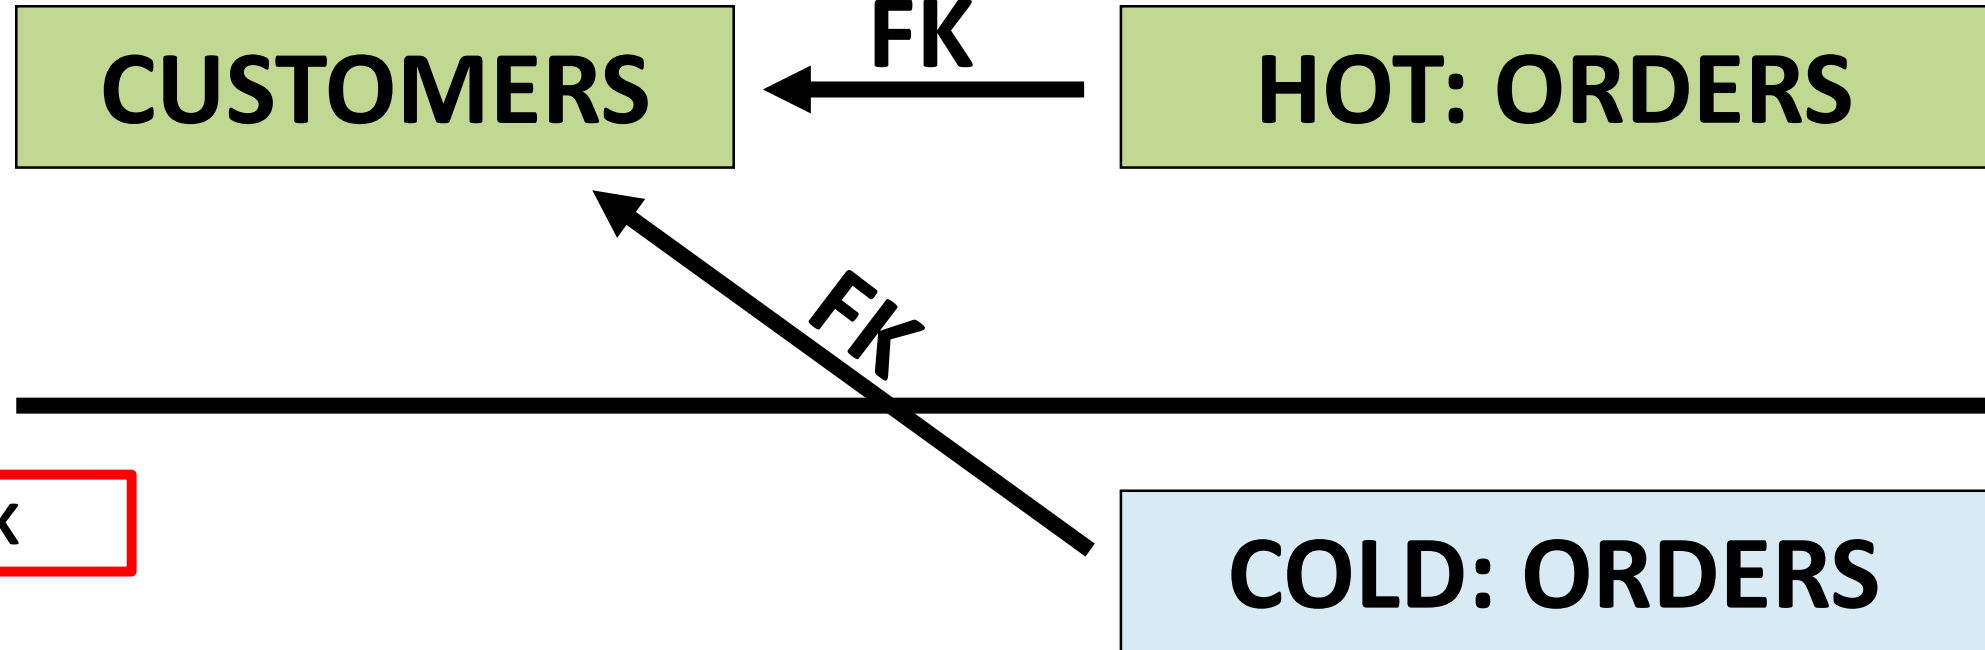 FK
CUSTOMERS
HOT: ORDERS
FK
COLD: ORDERS